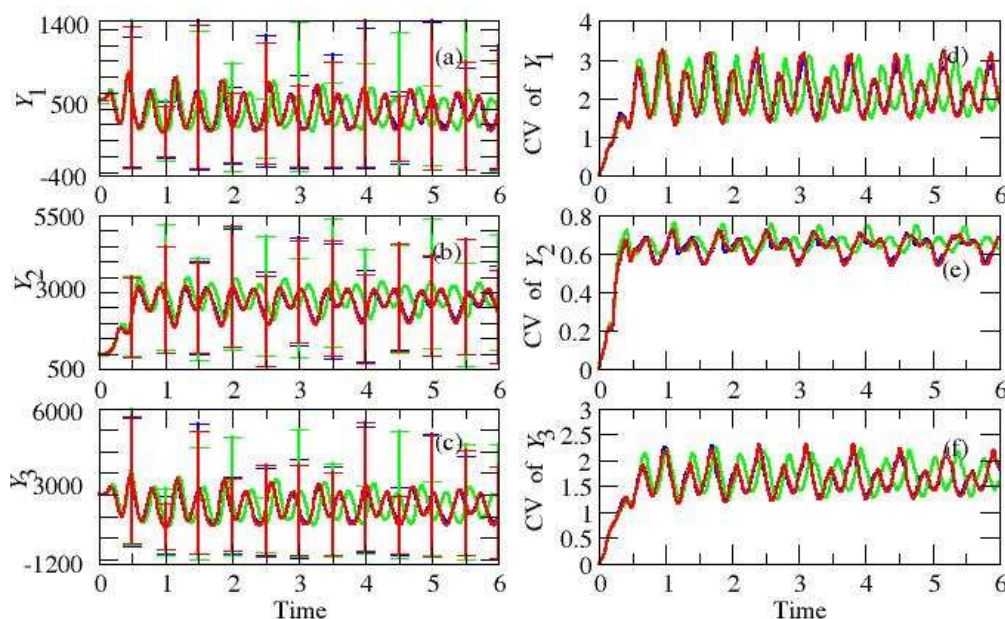 1400
500
-400
Y1
(a)
0 1 2 3 4 5 6
5500
3000
500
Y2
(b)
0 1 2 3 4 5 6
6000
3000
-1200
Y3
(c)
0 1 2 3 4 5 6
Time
4
3
2
1
0
CV of Y1
(d)
0 1 2 3 4 5 6
0.8
0.6
0.4
0.2
0
CV of Y2
(e)
0 1 2 3 4 5 6
3
2.5
2
1.5
1
0.5
0
CV of Y3
(f)
0 1 2 3 4 5 6
Time